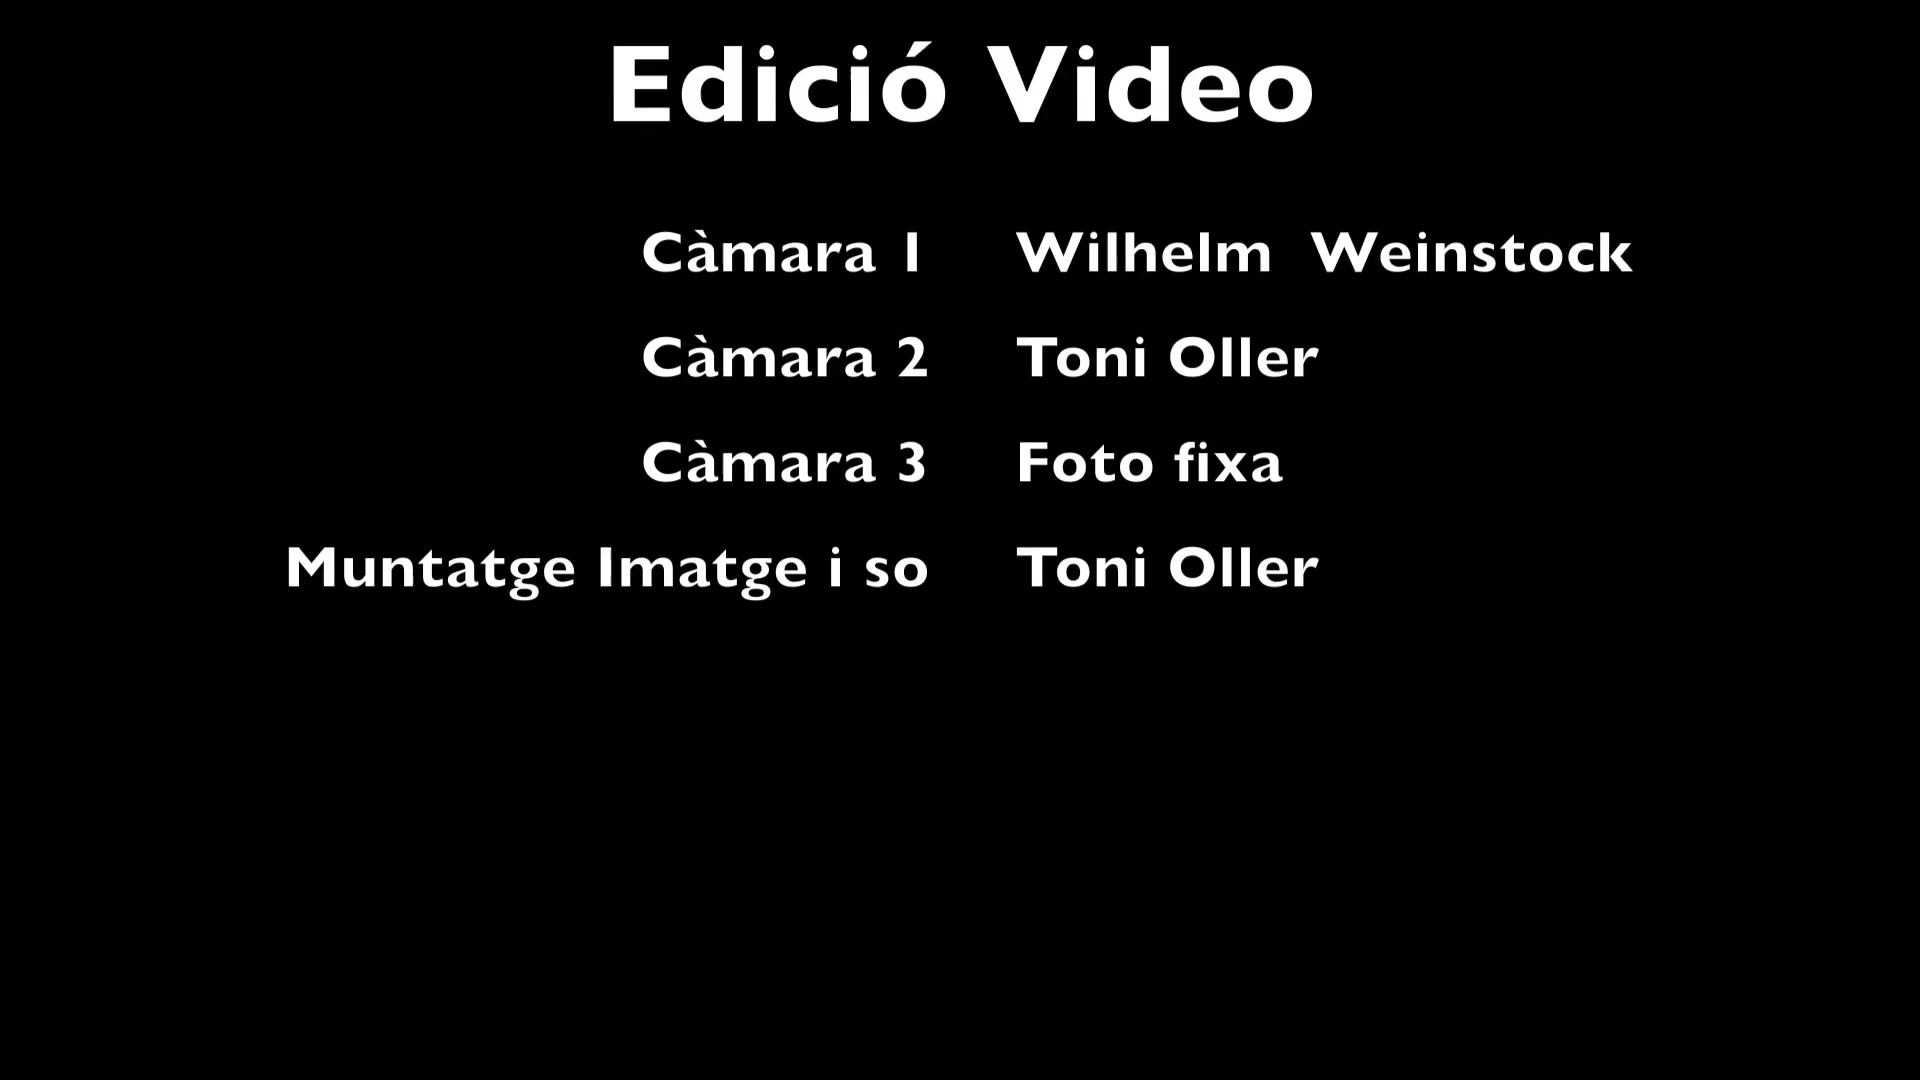 Edició Video
Càmara 1 Wilhelm Weinstock
Càmara 2 Toni Oller
Càmara 3 Foto fixa
Muntatge Imatge i so Toni Oller